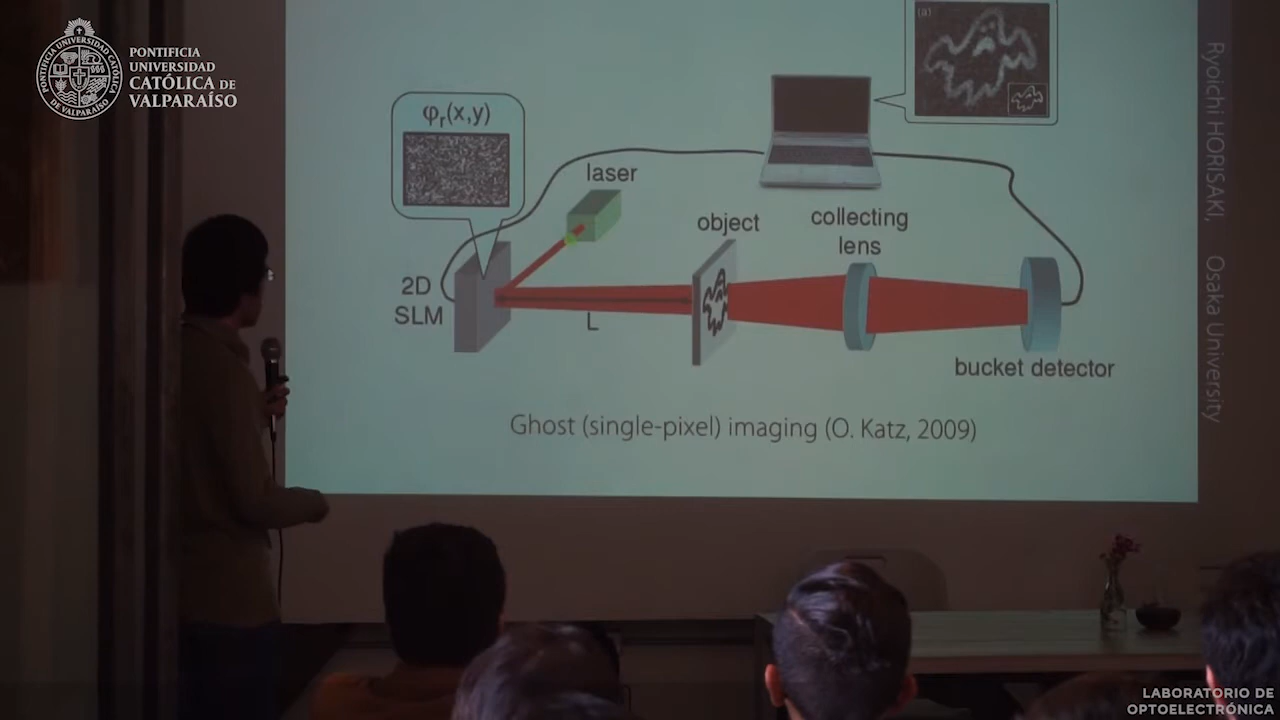 PONTIFICIA
UNIVERSIDAD
CATÓLICA DE
VALPARAÍSO
(a)
φr(x,y)
laser
object
collecting
lens
2D
SLM
L
bucket detector
Ghost (single-pixel) imaging (O. Katz, 2009)
Ryoichi HORISAKI, Osaka University
LABORATORIO DE
OPTOELECTRÓNICA